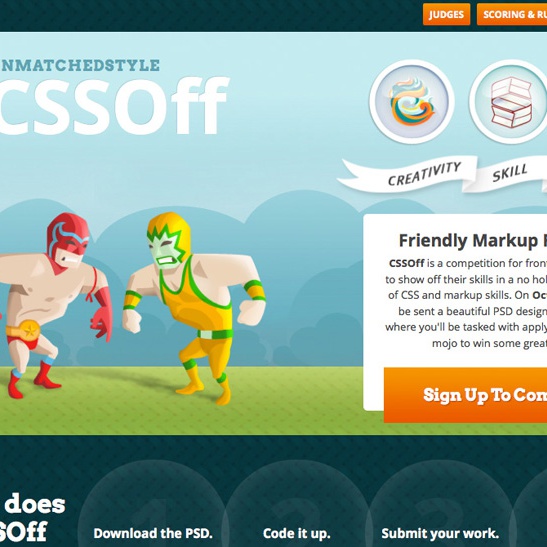 JUDGES
SCORING & RU
NMATCHEDSTYLE
CSSOff
CREATIVITY
SKILL
Friendly Markup
CSSOff is a competition for fron
to show off their skills in a no hol
of CSS and markup skills. On Oc
be sent a beautiful PSD design
where you'll be tasked with apply
mojo to win some great
Sign Up To Com
does
SOff
Download the PSD.
Code it up.
Submit your work.